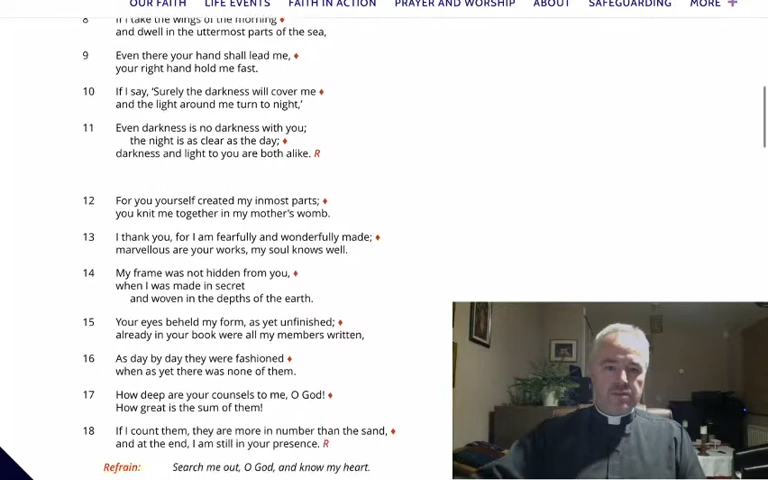 OUR FAITH LIFE EVENTS FAITH IN ACTION PRAYER AND WORSHIP ABOUT SAFEGUARDING MORE +
8 If I take the wings of the morning ♦
and dwell in the uttermost parts of the sea,
9 Even there your hand shall lead me, ♦
your right hand hold me fast.
10 If I say, ‘Surely the darkness will cover me ♦
and the light around me turn to night,’
11 Even darkness is no darkness with you;
the night is as clear as the day; ♦
darkness and light to you are both alike. R
12 For you yourself created my inmost parts; ♦
you knit me together in my mother's womb.
13 I thank you, for I am fearfully and wonderfully made; ♦
marvellous are your works, my soul knows well.
14 My frame was not hidden from you, ♦
when I was made in secret
and woven in the depths of the earth.
15 Your eyes beheld my form, as yet unfinished; ♦
already in your book were all my members written,
16 As day by day they were fashioned ♦
when as yet there was none of them.
17 How deep are your counsels to me, O God! ♦
How great is the sum of them!
18 If I count them, they are more in number than the sand, ♦
and at the end, I am still in your presence. R
Refrain: Search me out, O God, and know my heart.